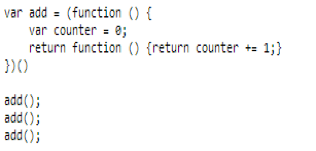 var add = (function () {
    var counter = 0;
    return function () {return counter += 1;}
})()

add();
add();
add();